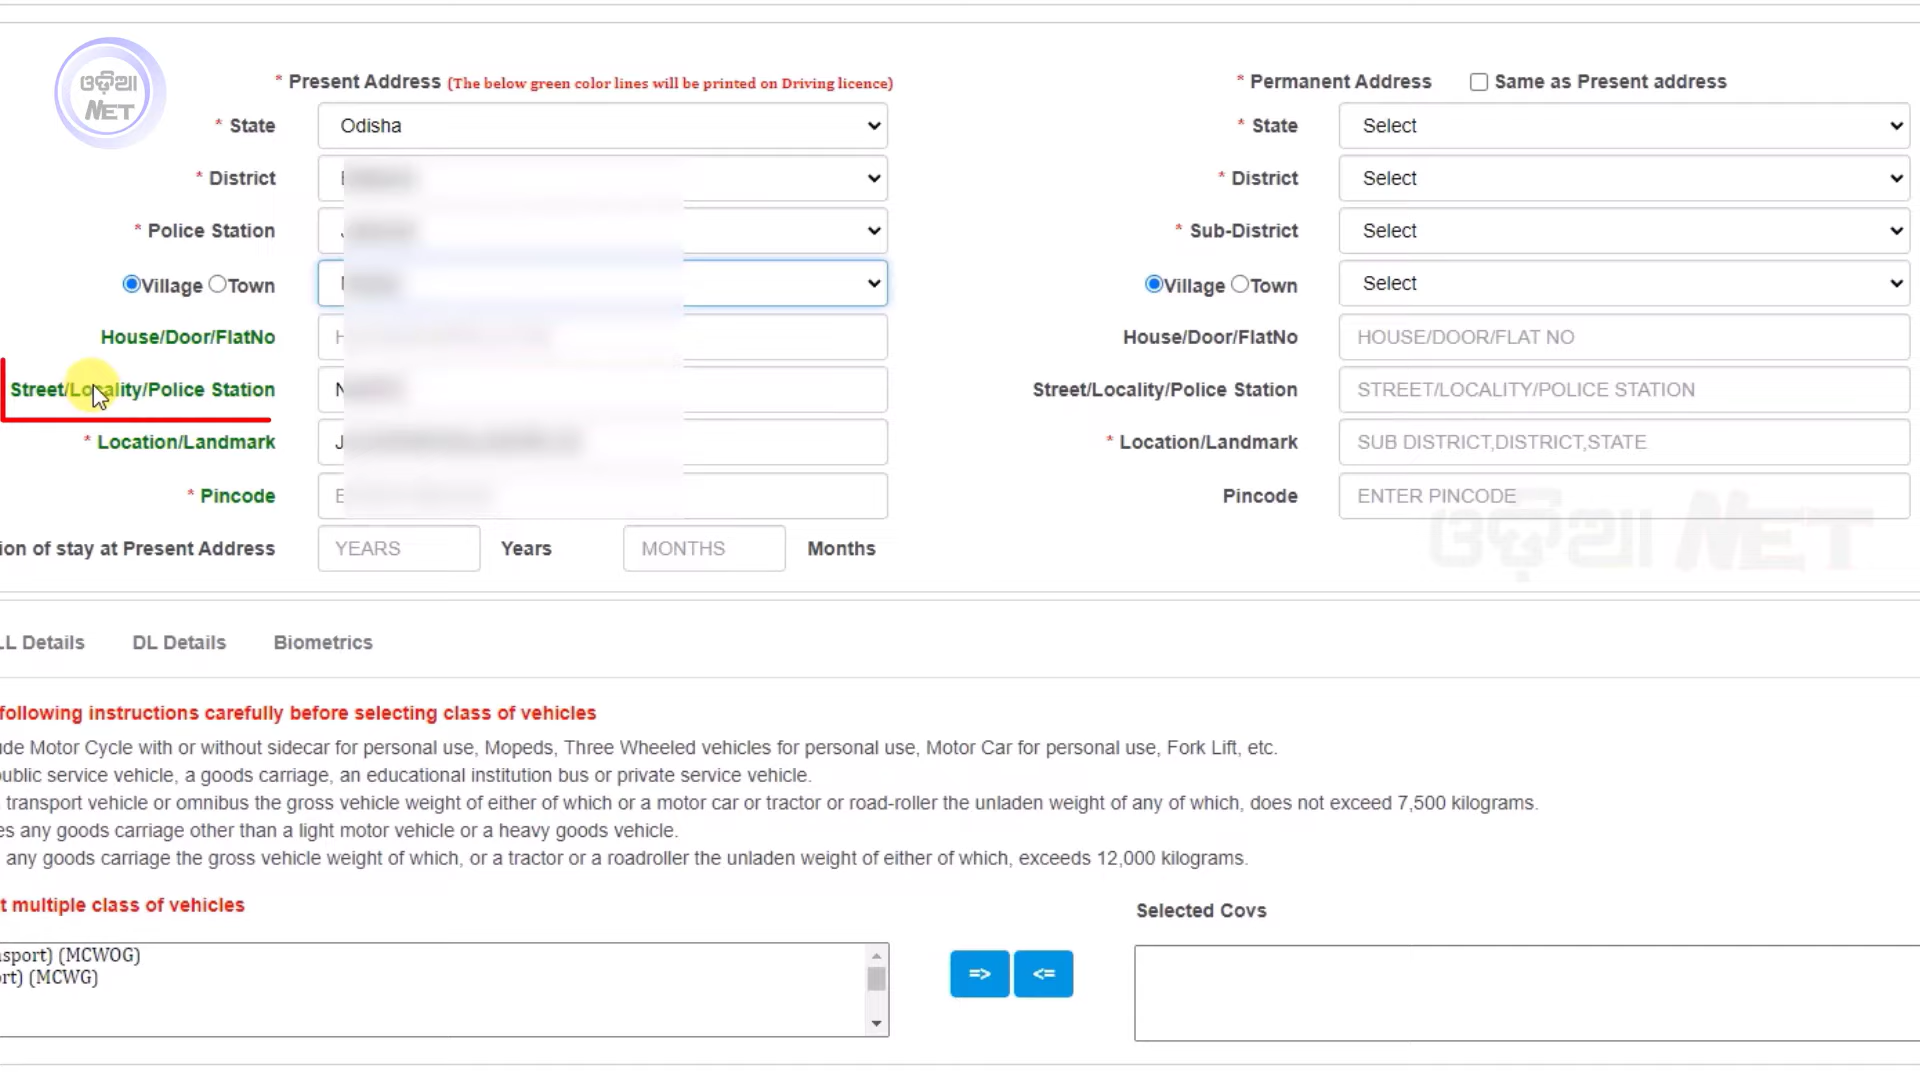 ଓଡ଼ିଆ
NET
* Present Address (The below green color lines will be printed on Driving licence)
* Permanent Address Same as Present address
* State Odisha
* State Select
* District
* District Select
* Police Station
* Sub-District Select
Village Town
Village Town Select
House/Door/FlatNo
House/Door/FlatNo HOUSE/DOOR/FLAT NO
Street/Locality/Police Station N
Street/Locality/Police Station STREET/LOCALITY/POLICE STATION
* Location/Landmark J
* Location/Landmark SUB DISTRICT,DISTRICT,STATE
* Pincode E
Pincode ENTER PINCODE
ଓଡ଼ିଆ NET
ion of stay at Present Address YEARS Years MONTHS Months
LL Details DL Details Biometrics
following instructions carefully before selecting class of vehicles
ude Motor Cycle with or without sidecar for personal use, Mopeds, Three Wheeled vehicles for personal use, Motor Car for personal use, Fork Lift, etc.
public service vehicle, a goods carriage, an educational institution bus or private service vehicle.
transport vehicle or omnibus the gross vehicle weight of either of which or a motor car or tractor or road-roller the unladen weight of any of which, does not exceed 7,500 kilograms.
es any goods carriage other than a light motor vehicle or a heavy goods vehicle.
any goods carriage the gross vehicle weight of which, or a tractor or a roadroller the unladen weight of either of which, exceeds 12,000 kilograms.
t multiple class of vehicles
Selected Covs
nsport) (MCWOG)
ort) (MCWG)
=> <=